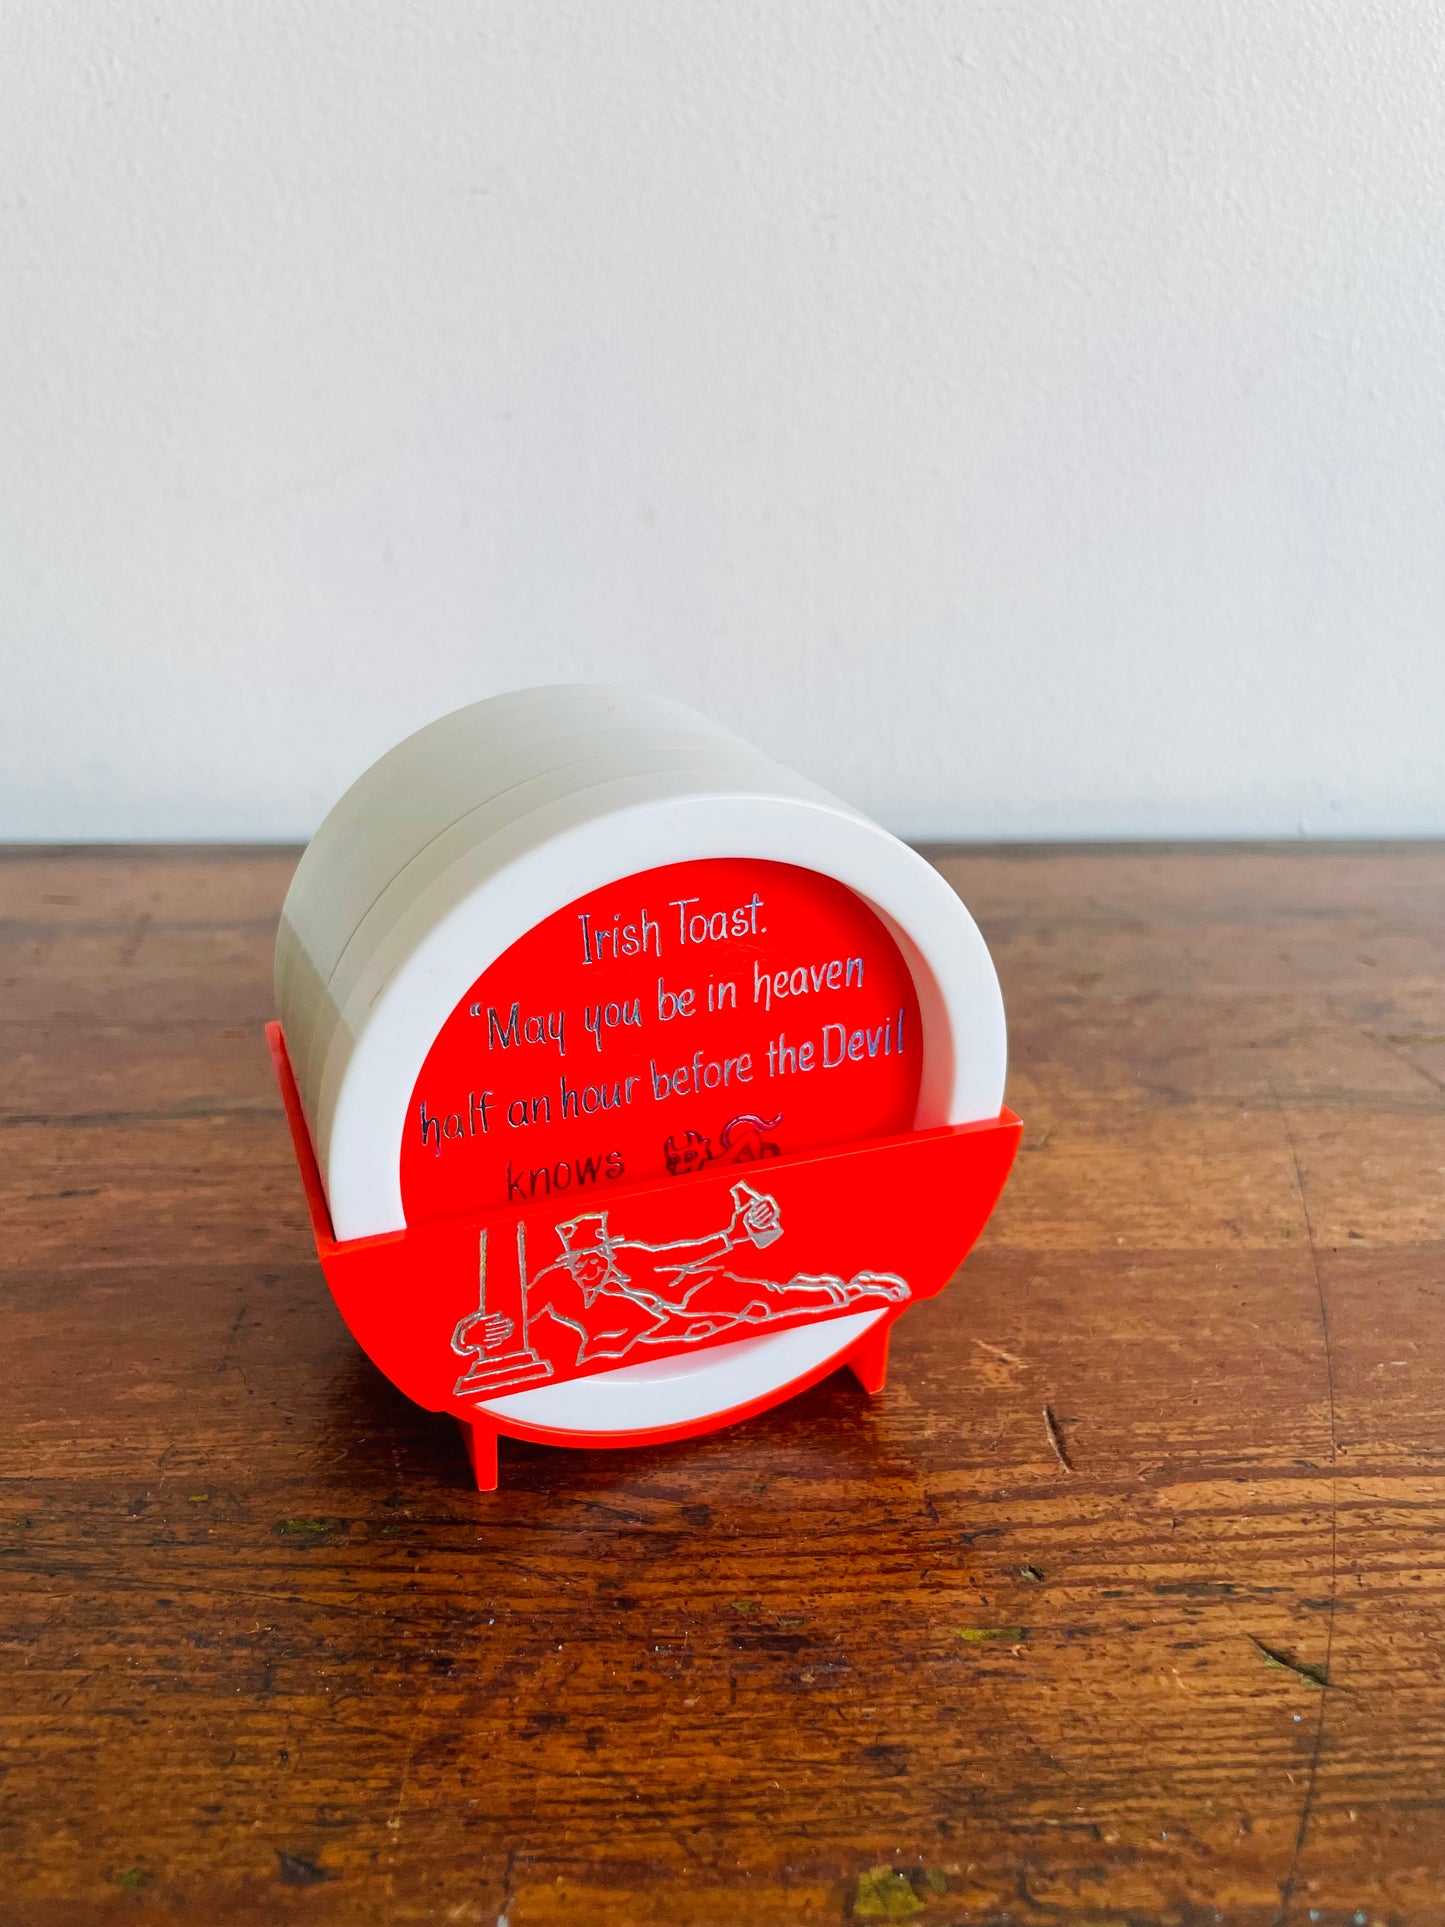 Irish Toast.
“May you be in heaven
half an hour before the Devil
knows